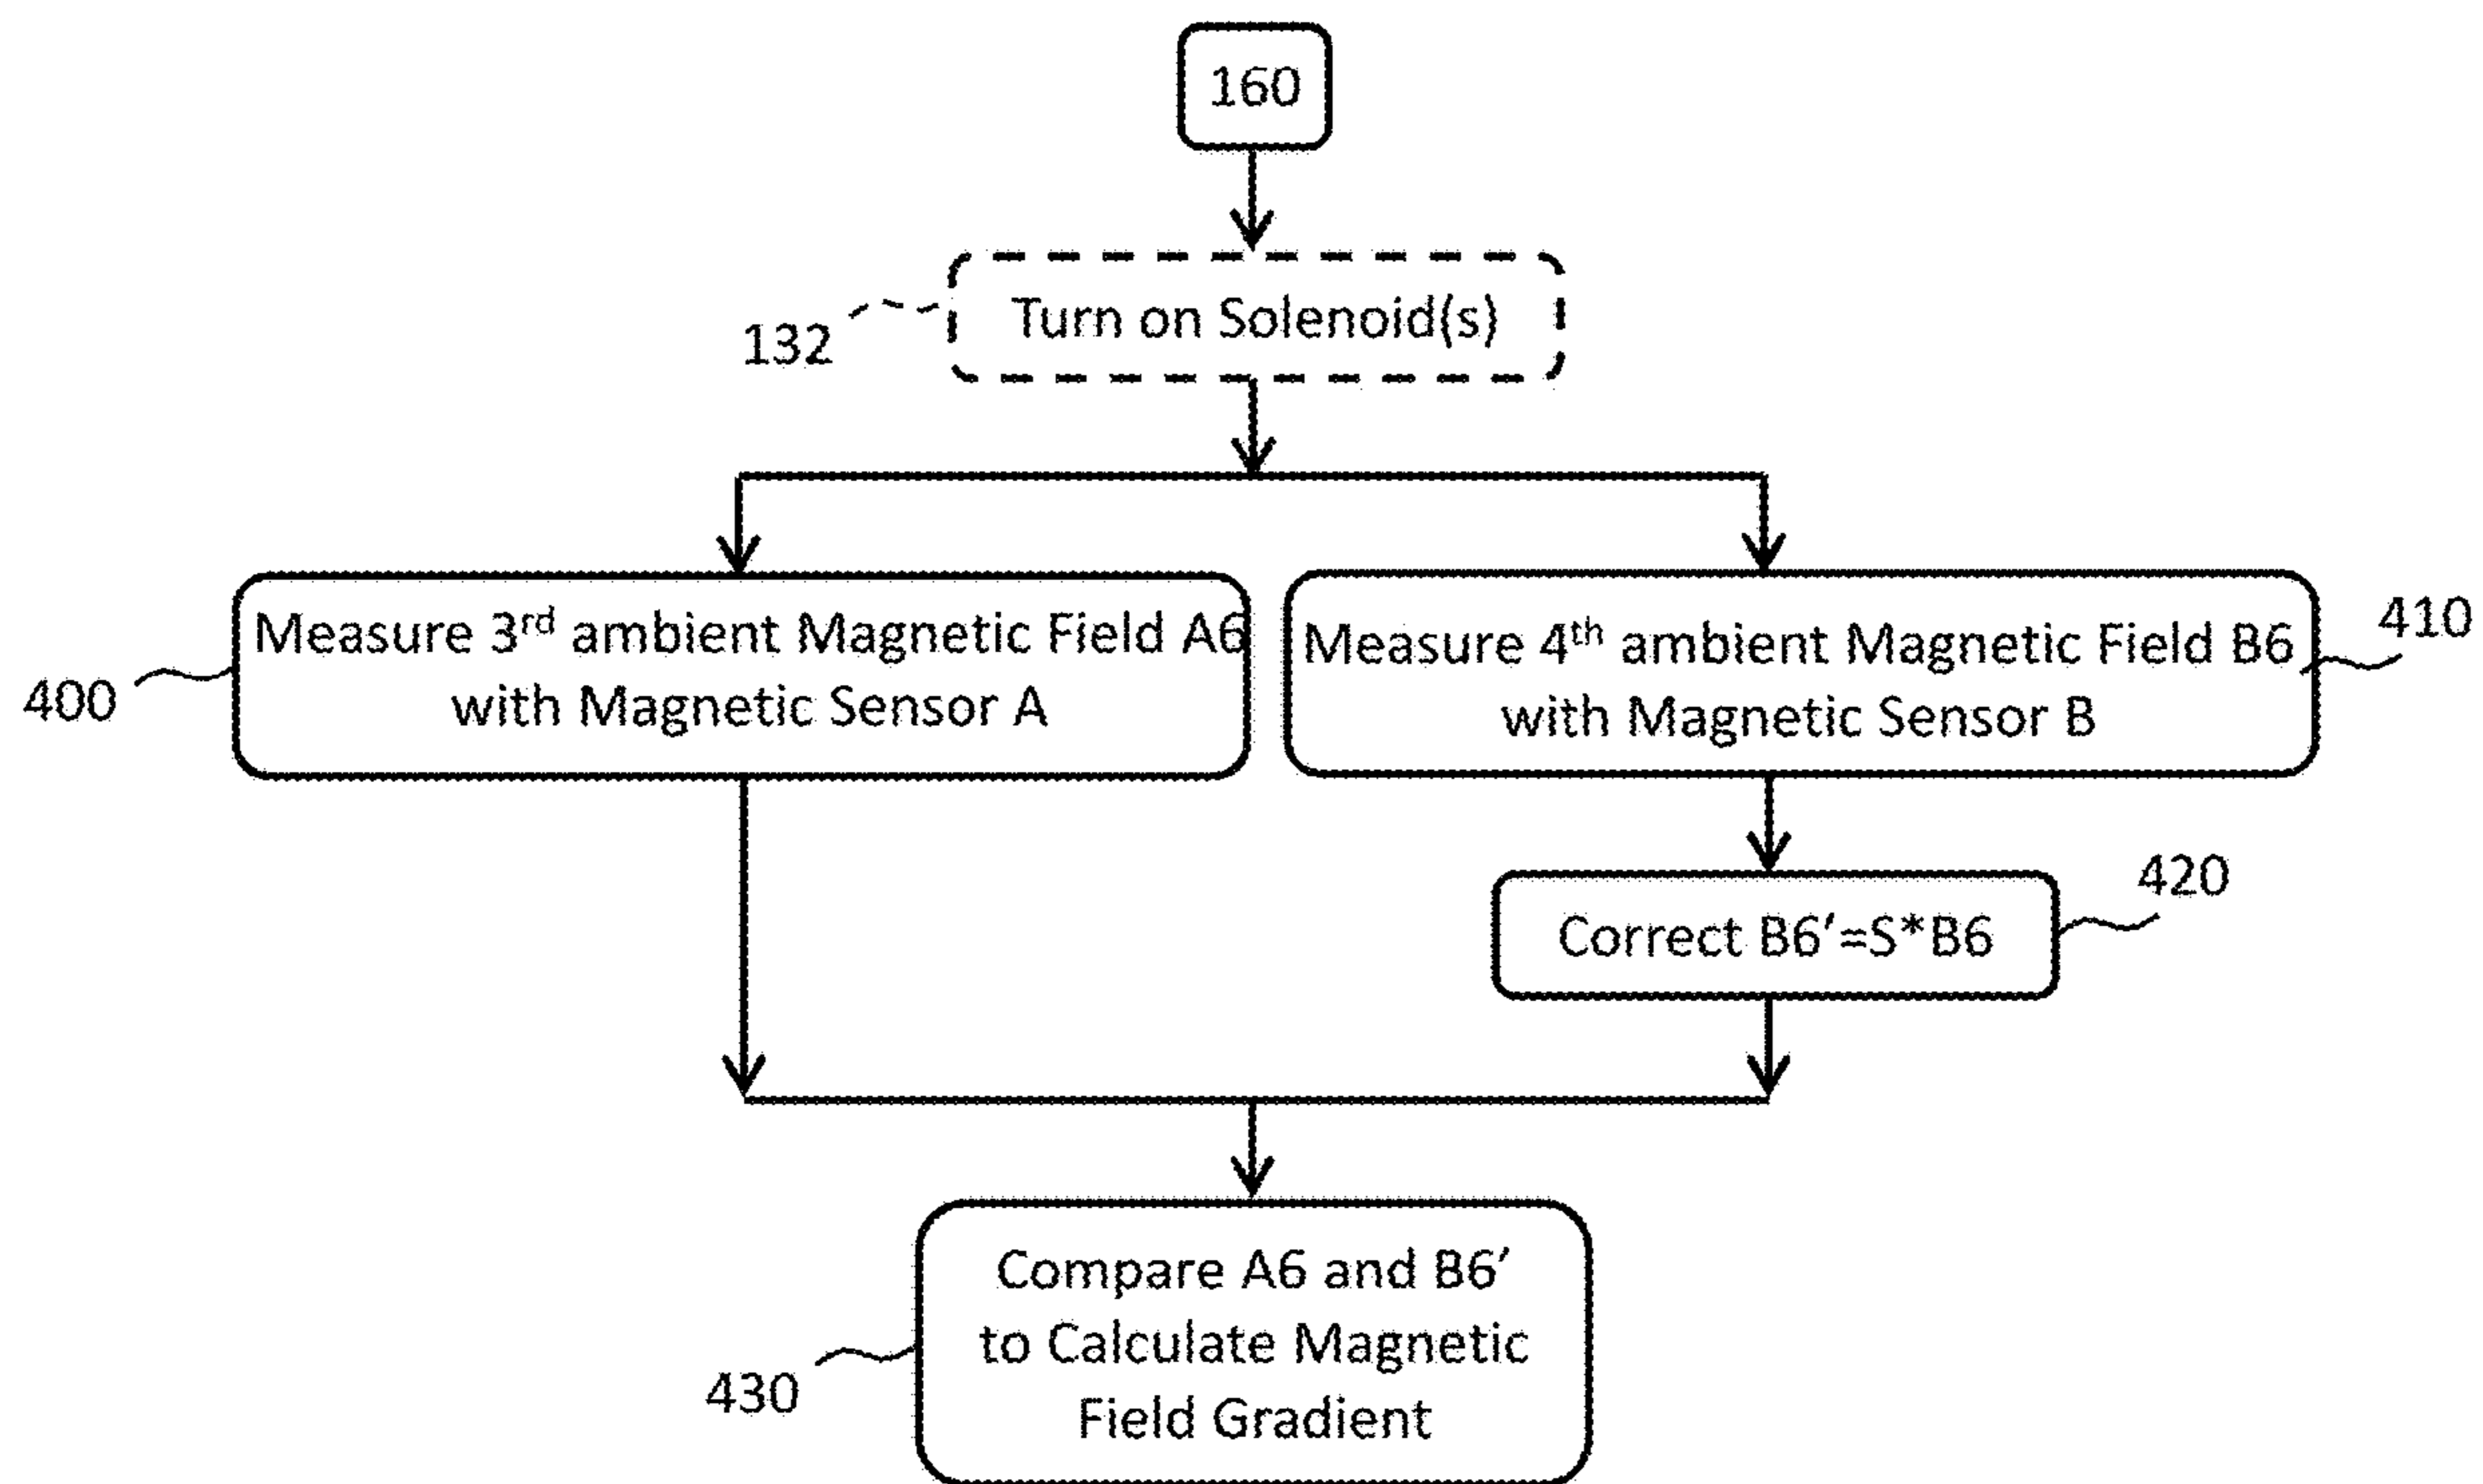 160
Turn on Solenoid(s)
132
Measure 3rd ambient Magnetic Field A6
with Magnetic Sensor A
400
Measure 4th ambient Magnetic Field B6
with Magnetic Sensor B
410
Correct B6'=S*B6
420
Compare A6 and B6'
to Calculate Magnetic
Field Gradient
430